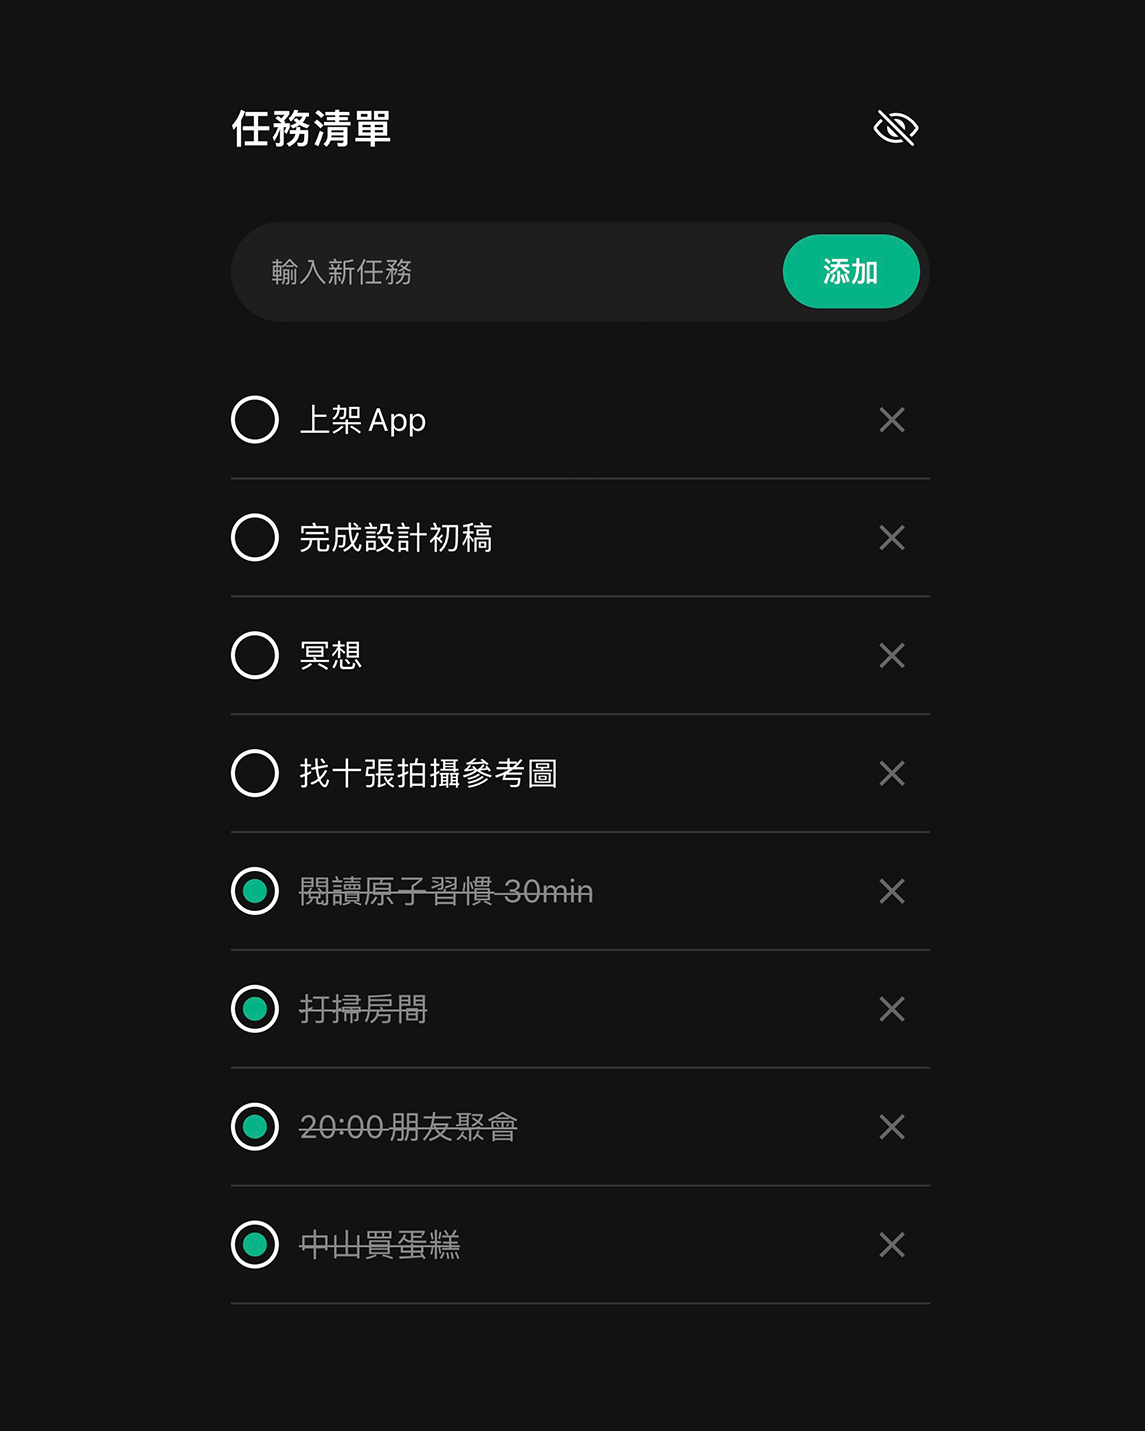 任務清單
輸入新任務
添加
上架 App
完成設計初稿
冥想
找十張拍攝參考圖
閱讀原子習慣 30min
打掃房間
20:00 朋友聚會
中山買蛋糕